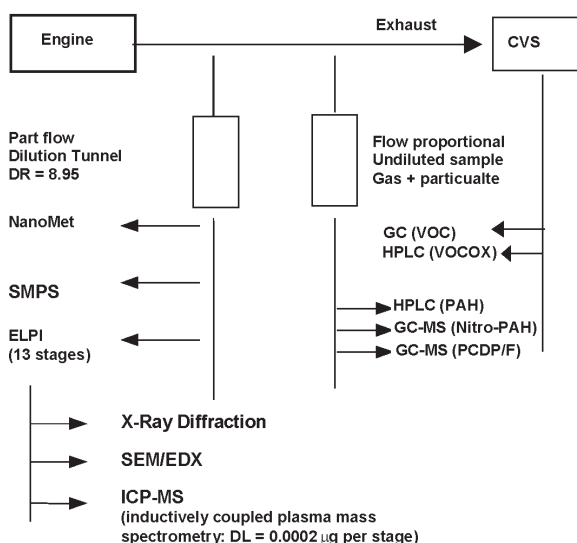 Engine
Exhaust
CVS
Part flow
Dilution Tunnel
DR = 8.95
Flow proportional
Undiluted sample
Gas + particualte
NanoMet
GC (VOC)
HPLC (VOCOX)
SMPS
HPLC (PAH)
GC-MS (Nitro-PAH)
GC-MS (PCDP/F)
ELPI
(13 stages)
X-Ray Diffraction
SEM/EDX
ICP-MS
(inductively coupled plasma mass
spectrometry: DL = 0.0002 μg per stage)